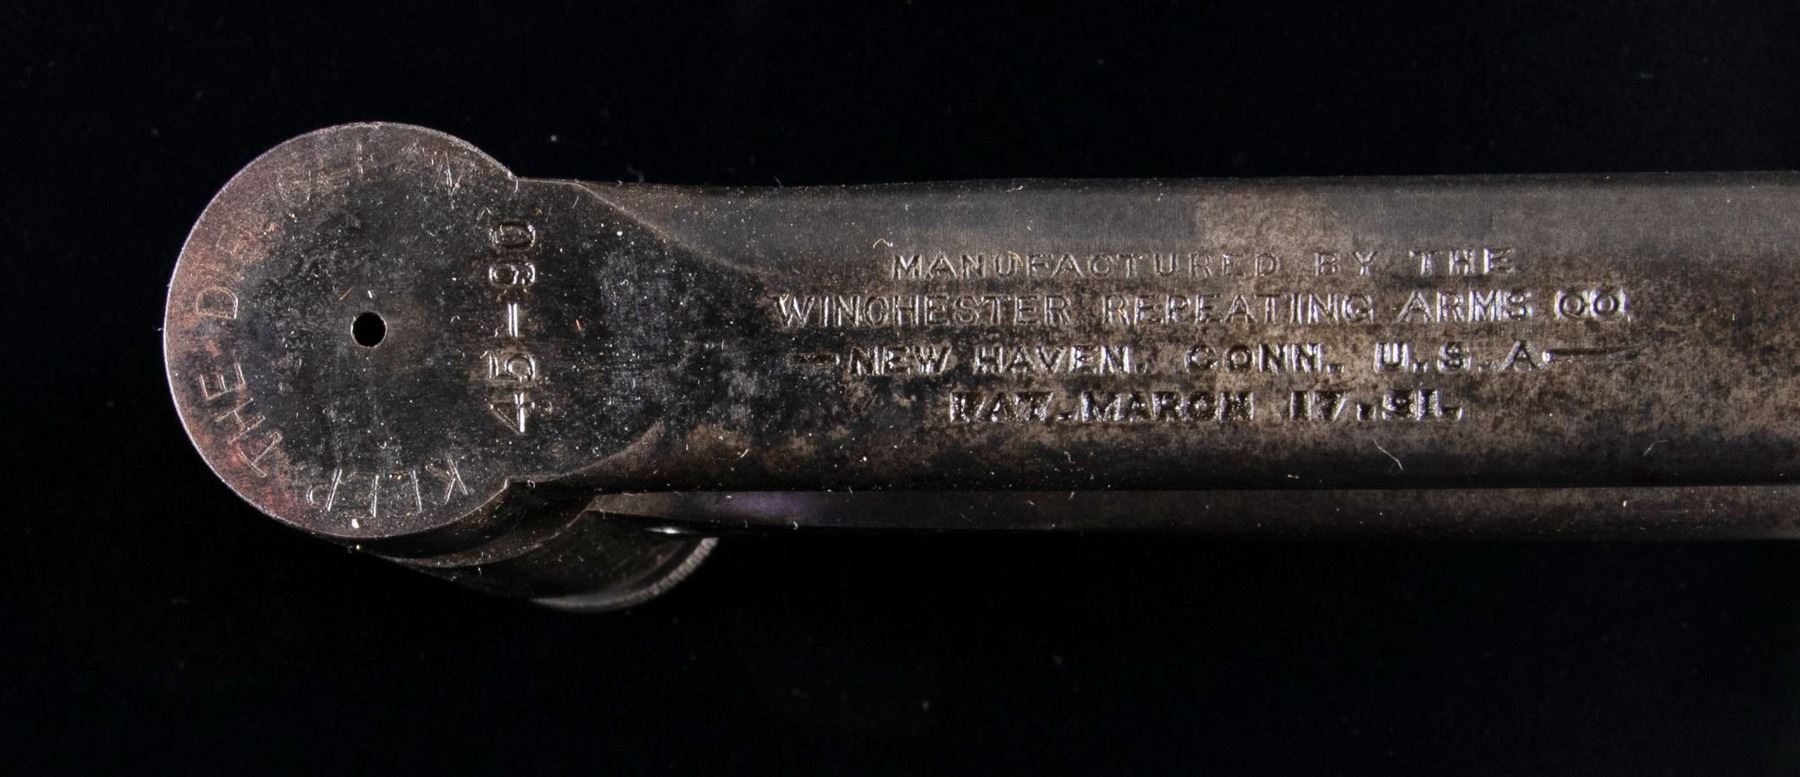 KEEP THE DIE CLEAN
45-90
MANUFACTURED BY THE
WINCHESTER REPEATING ARMS CO.
—NEW HAVEN, CONN. U.S.A.—
PAT. MARCH 17. 91.